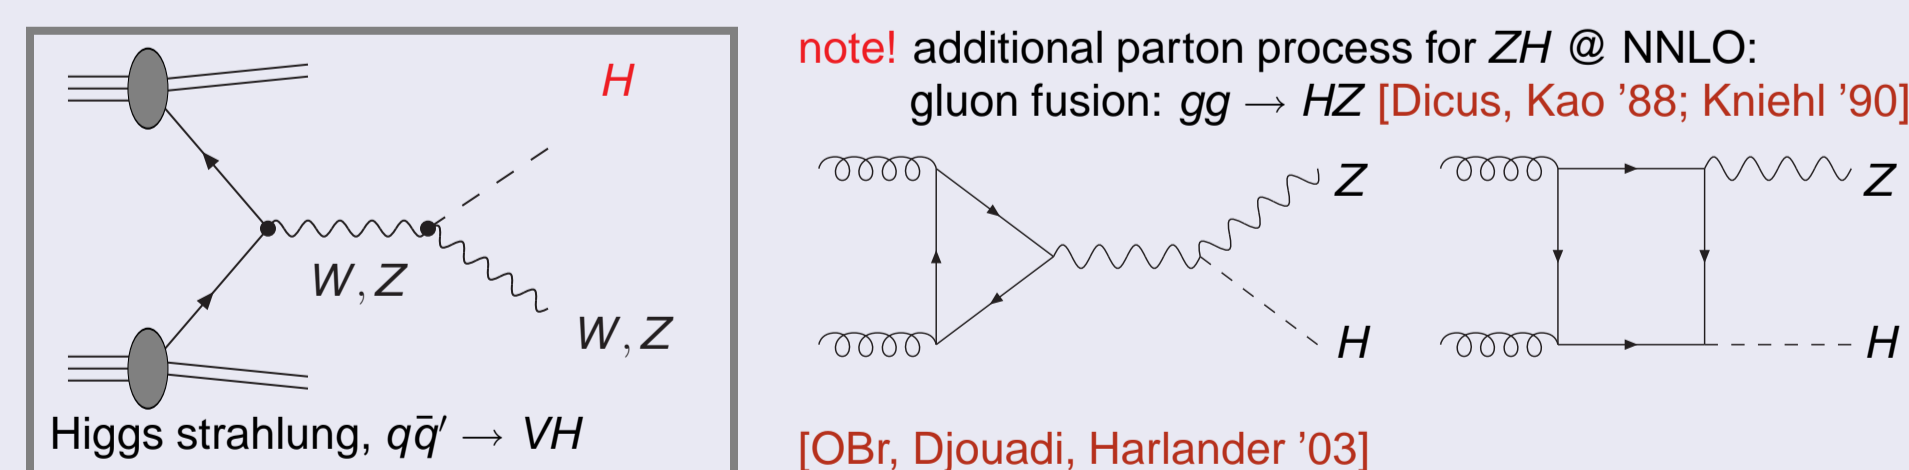 H
W, Z
W, Z
Higgs strahlung, qq̄′ → VH
note! additional parton process for ZH @ NNLO:
gluon fusion: gg → HZ [Dicus, Kao ’88; Kniehl ’90]
Z
H
Z
H
[OBr, Djouadi, Harlander ’03]